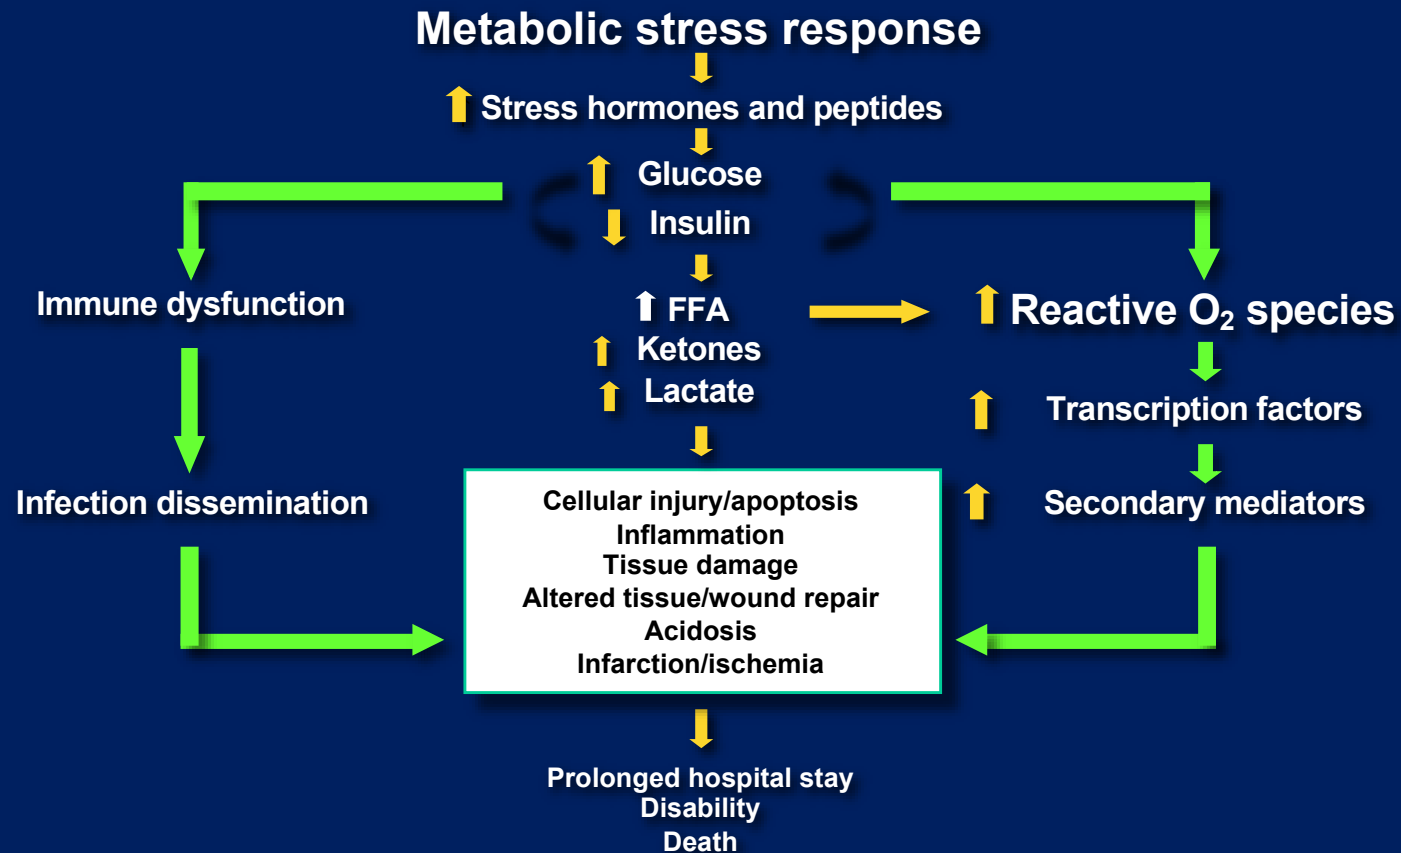 Metabolic stress response
Stress hormones and peptides
Glucose
Insulin
Immune dysfunction
FFA
Ketones
Lactate
Reactive O₂ species
Transcription factors
Infection dissemination
Secondary mediators
Cellular injury/apoptosis
Inflammation
Tissue damage
Altered tissue/wound repair
Acidosis
Infarction/ischemia
Prolonged hospital stay
Disability
Death